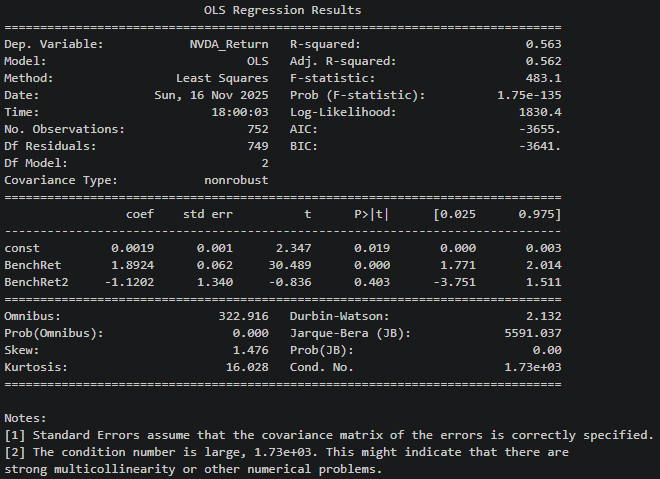 OLS Regression Results
==============================================================================
Dep. Variable:            NVDA_Return   R-squared:                       0.563
Model:                            OLS   Adj. R-squared:                  0.562
Method:                 Least Squares   F-statistic:                     483.1
Date:                Sun, 16 Nov 2025   Prob (F-statistic):          1.75e-135
Time:                        18:00:03   Log-Likelihood:                 1830.4
No. Observations:                 752   AIC:                            -3655.
Df Residuals:                     749   BIC:                            -3641.
Df Model:                           2
Covariance Type:            nonrobust
==============================================================================
                 coef    std err          t      P>|t|      [0.025      0.975]
------------------------------------------------------------------------------
const          0.0019      0.001      2.347      0.019       0.000       0.003
BenchRet       1.8924      0.062     30.489      0.000       1.771       2.014
BenchRet2     -1.1202      1.340     -0.836      0.403      -3.751       1.511
==============================================================================
Omnibus:                      322.916   Durbin-Watson:                   2.132
Prob(Omnibus):                  0.000   Jarque-Bera (JB):             5591.037
Skew:                           1.476   Prob(JB):                         0.00
Kurtosis:                      16.028   Cond. No.                     1.73e+03
==============================================================================

Notes:
[1] Standard Errors assume that the covariance matrix of the errors is correctly specified.
[2] The condition number is large, 1.73e+03. This might indicate that there are
strong multicollinearity or other numerical problems.